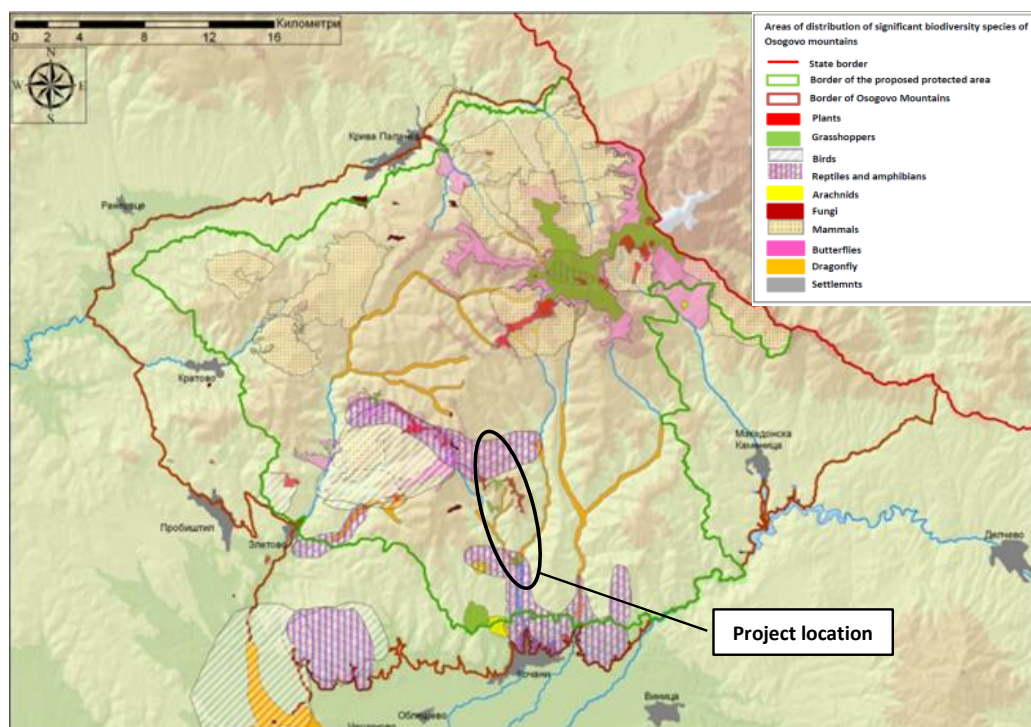 Километри
0 2 4 8 12 16
N
W E
S
Areas of distribution of significant biodiversity species of
Osogovo mountains
State border
Border of the proposed protected area
Border of Osogovo Mountains
Plants
Grasshoppers
Birds
Reptiles and amphibians
Arachnids
Fungi
Mammals
Butterflies
Dragonfly
Settlemnts
Крива Паланка
Ранковце
Кратово
Македонска
Каменица
Пробиштип
Злетово
Делчево
Project location
Кочани
Виница
Облешево